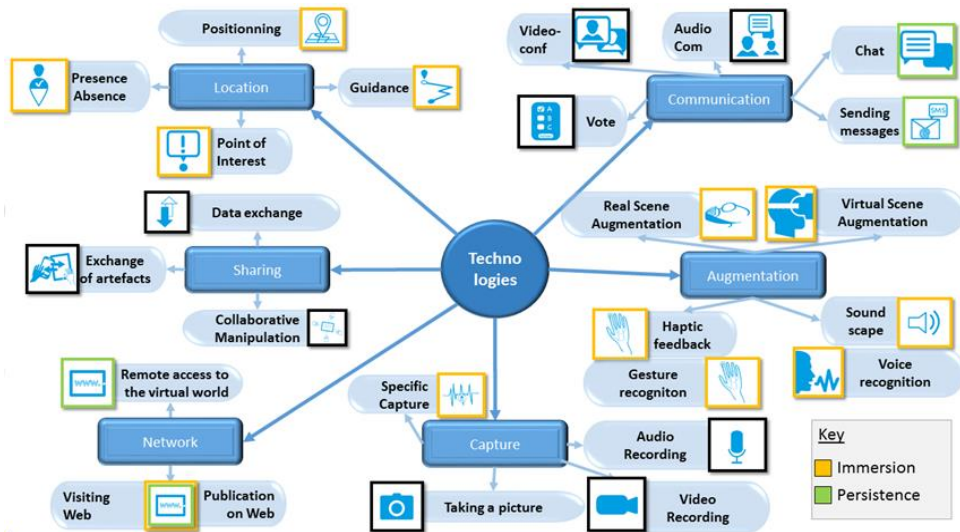 Positionning
Presence
Absence
Location
Guidance
Point of
Interest
Video-
conf
Audio
Com
Chat
Communication
Vote
A
B
C
Sending
messages
SMS
Data exchange
Exchange
of artefacts
Sharing
Collaborative
Manipulation
Techno
logies
Real Scene
Augmentation
Virtual Scene
Augmentation
Augmentation
Haptic
feedback
Sound
scape
Gesture
recogniton
Voice
recognition
Remote access to
the virtual world
www.
Network
Visiting
Web
www.
Publication
on Web
Specific
Capture
Capture
Audio
Recording
Taking a picture
Video
Recording
Key
Immersion
Persistence